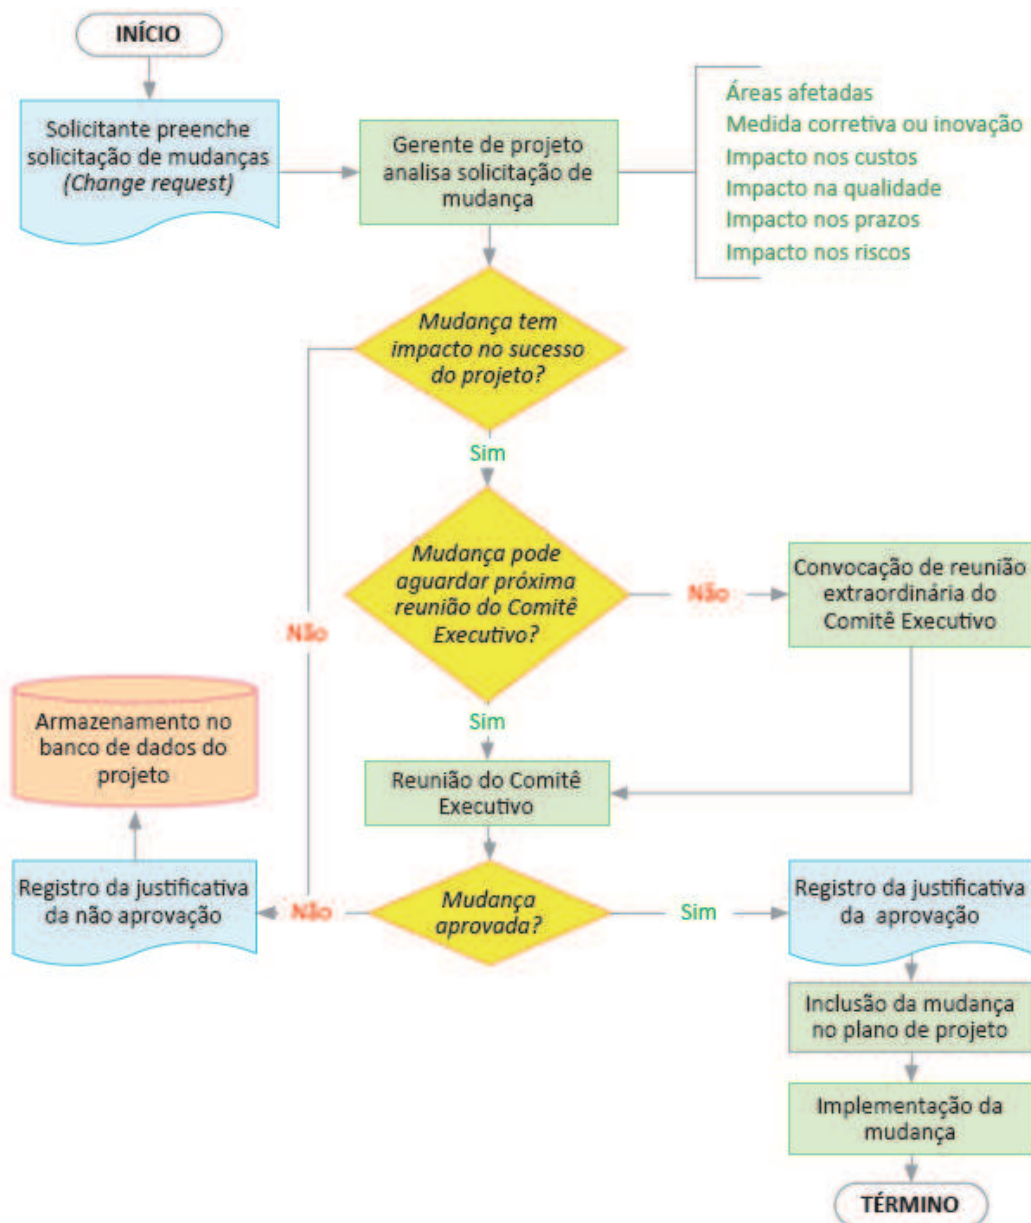 INÍCIO
Solicitante preenche
solicitação de mudanças
(Change request)
Gerente de projeto
analisa solicitação de
mudança
Áreas afetadas
Medida corretiva ou inovação
Impacto nos custos
Impacto na qualidade
Impacto nos prazos
Impacto nos riscos
Mudança tem
impacto no sucesso
do projeto?
Sim
Não
Mudança pode
aguardar próxima
reunião do Comitê
Executivo?
Não
Convocação de reunião
extraordinária do
Comitê Executivo
Sim
Reunião do Comitê
Executivo
Armazenamento no
banco de dados do
projeto
Registro da justificativa
da não aprovação
Não
Mudança
aprovada?
Sim
Registro da justificativa
da aprovação
Inclusão da mudança
no plano de projeto
Implementação da
mudança
TÉRMINO